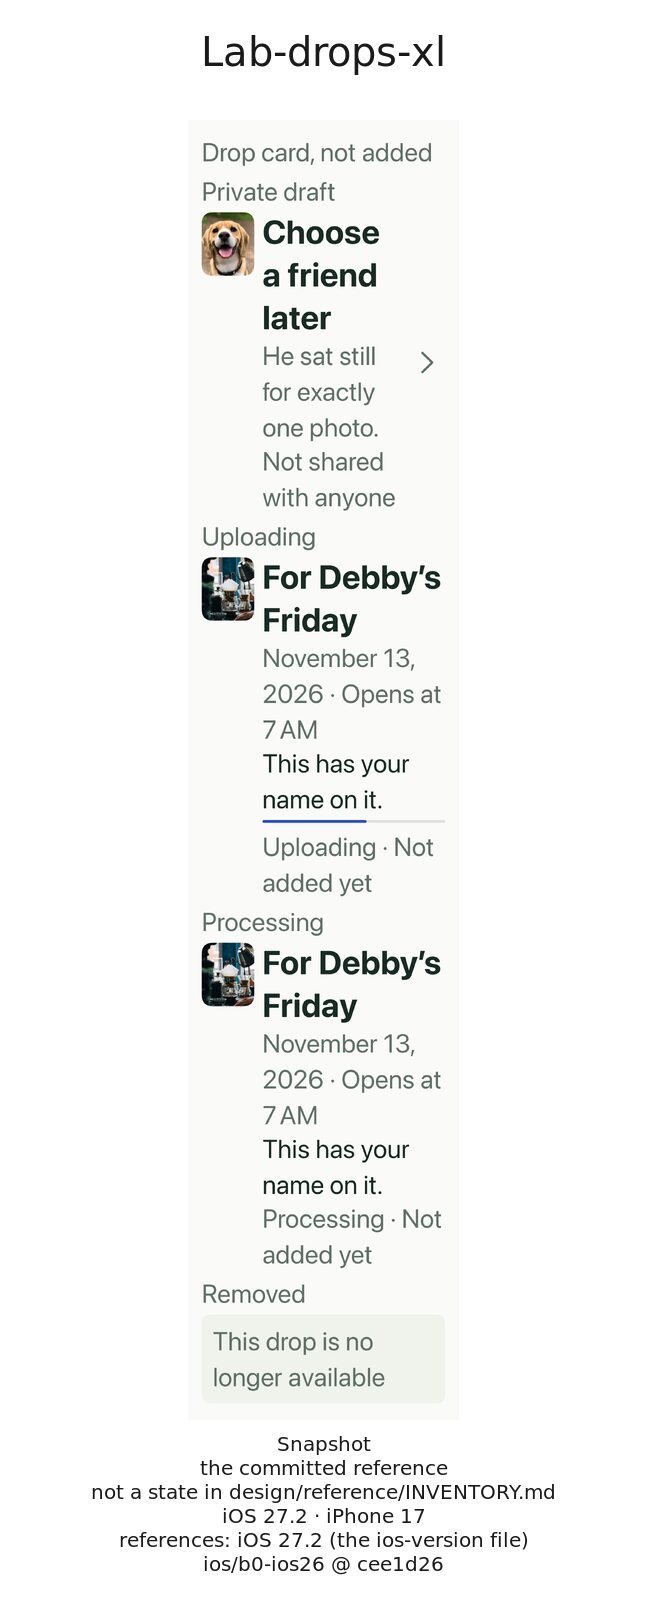 Lab-drops-xl
Drop card, not added
Private draft
Choose
a friend
later
He sat still
for exactly
one photo.
Not shared
with anyone
Uploading
For Debby’s
Friday
November 13,
2026 · Opens at
7 AM
This has your
name on it.
Uploading · Not
added yet
Processing
For Debby’s
Friday
November 13,
2026 · Opens at
7 AM
This has your
name on it.
Processing · Not
added yet
Removed
This drop is no
longer available
Snapshot
the committed reference
not a state in design/reference/INVENTORY.md
iOS 27.2 · iPhone 17
references: iOS 27.2 (the ios-version file)
ios/b0-ios26 @ cee1d26